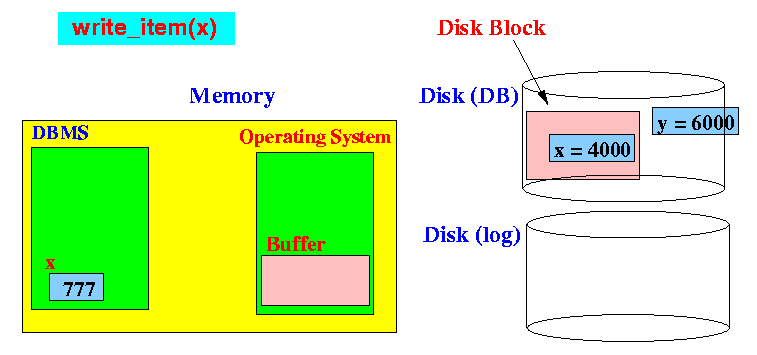 write_item(x)
Disk Block
Memory
Disk (DB)
DBMS
Operating System
y = 6000
x = 4000
Disk (log)
Buffer
x
777